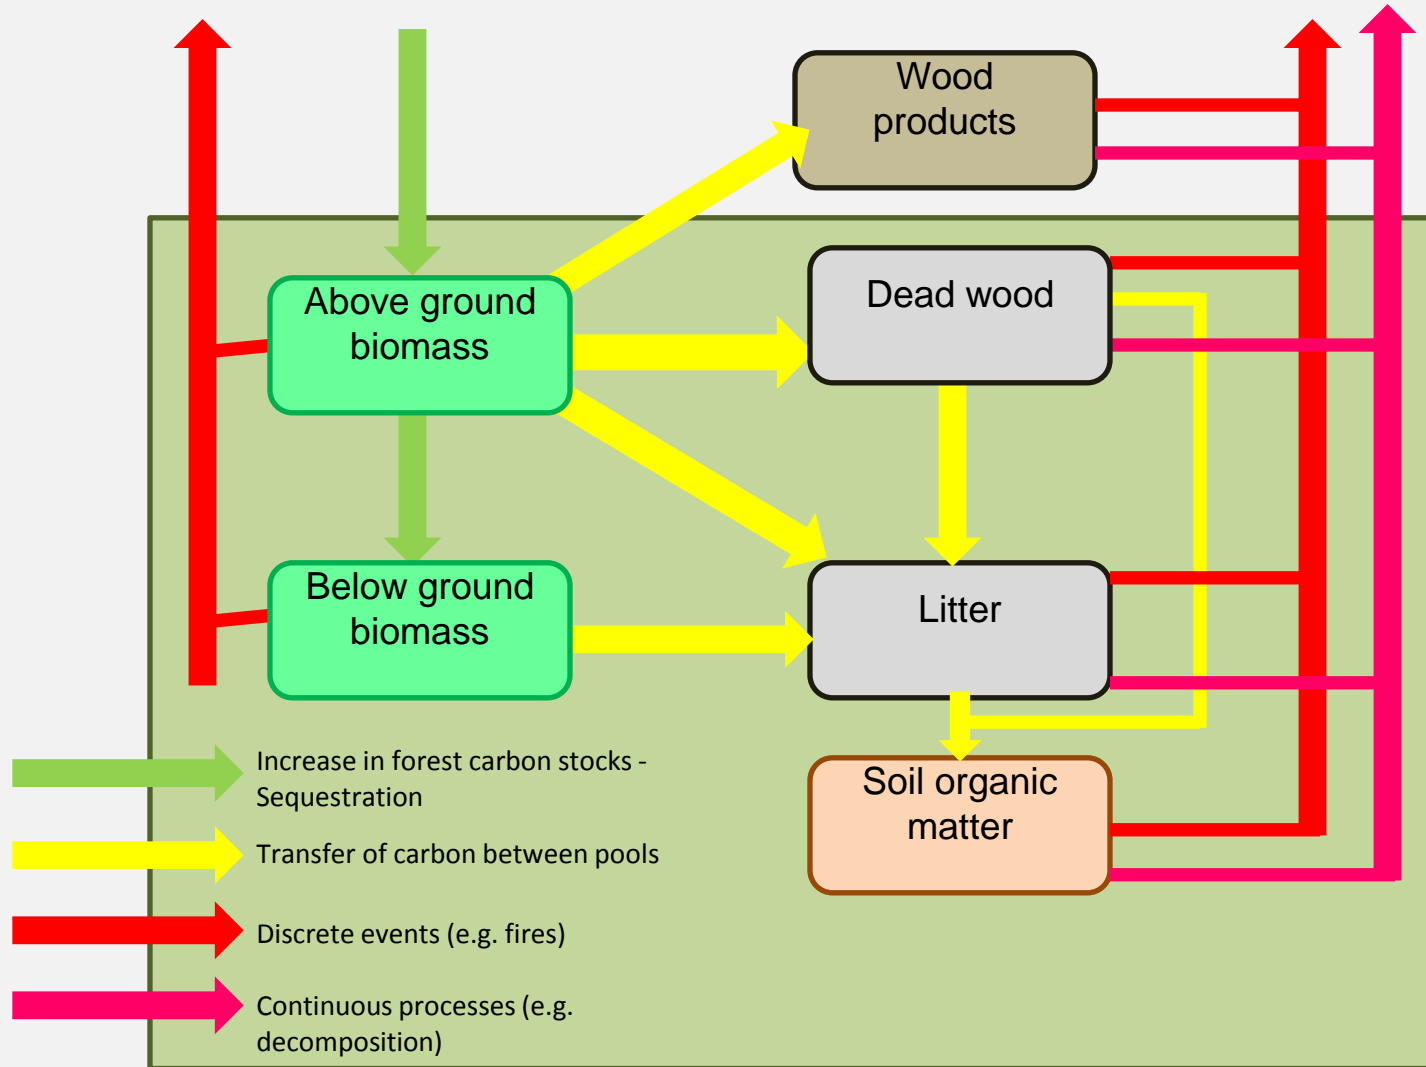 Wood
products
Above ground
biomass
Dead wood
Below ground
biomass
Litter
Soil organic
matter
Increase in forest carbon stocks -
Sequestration
Transfer of carbon between pools
Discrete events (e.g. fires)
Continuous processes (e.g.
decomposition)